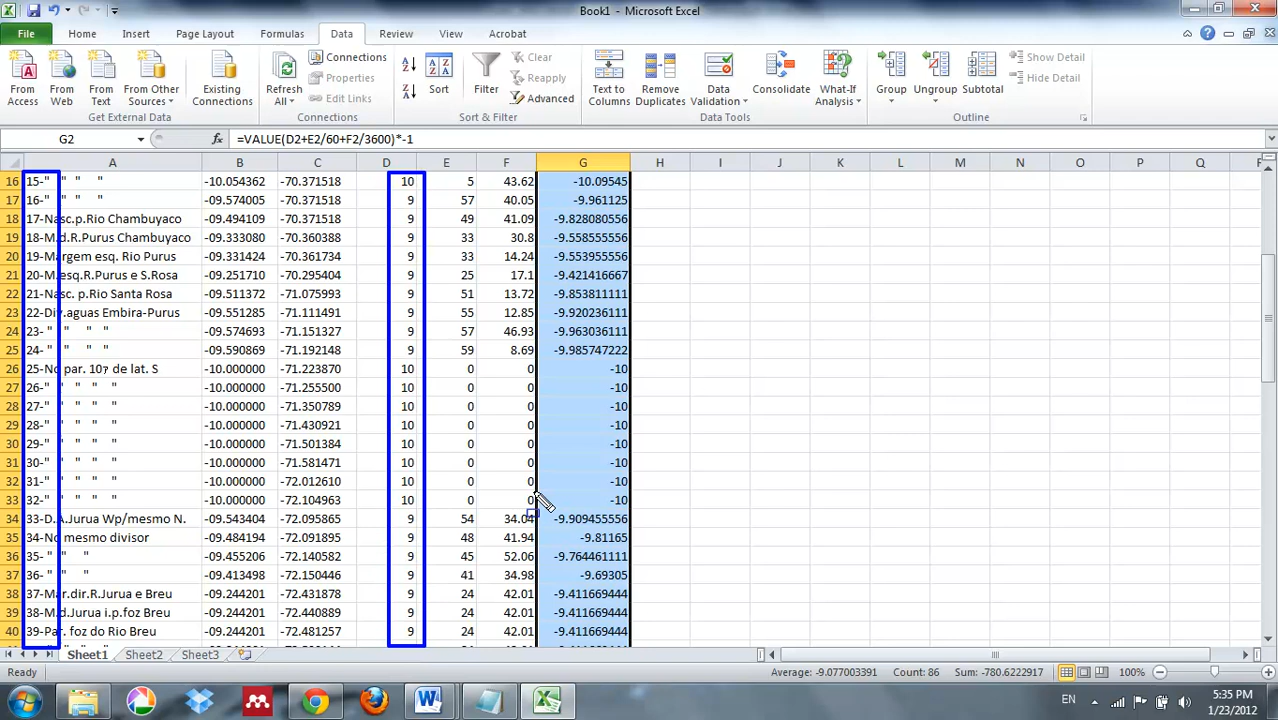 Book1 - Microsoft Excel
File Home Insert Page Layout Formulas Data Review View Acrobat
From Access
From Web
From Text
From Other Sources
Existing Connections
Get External Data
Refresh All
Connections
Properties
Edit Links
Connections
Sort
Filter
Clear
Reapply
Advanced
Sort & Filter
Text to Columns
Remove Duplicates
Data Validation
Consolidate
What-If Analysis
Data Tools
Group
Ungroup
Subtotal
Show Detail
Hide Detail
Outline
G2 fx =VALUE(D2+E2/60+F2/3600)*-1
A B C D E F G H I J K L M N O P Q
16 15-" " " " -10.054362 -70.371518 10 5 43.62 -10.09545
17 16-" " " " -09.574005 -70.371518 9 57 40.05 -9.961125
18 17-Nasc.p.Rio Chambuyaco -09.494109 -70.371518 9 49 41.09 -9.828080556
19 18-M.d.R.Purus Chambuyaco -09.333080 -70.360388 9 33 30.8 -9.558555556
20 19-Margem esq. Rio Purus -09.331424 -70.361734 9 33 14.24 -9.553955556
21 20-M.esq.R.Purus e S.Rosa -09.251710 -70.295404 9 25 17.1 -9.421416667
22 21-Nasc. p.Rio Santa Rosa -09.511372 -71.075993 9 51 13.72 -9.853811111
23 22-Div.aguas Embira-Purus -09.551285 -71.111491 9 55 12.85 -9.920236111
24 23- " " " " -09.574693 -71.151327 9 57 46.93 -9.963036111
25 24- " " " " -09.590869 -71.192148 9 59 8.69 -9.985747222
26 25-No par. 10‡ de lat. S -10.000000 -71.223870 10 0 0 -10
27 26-" " " " " -10.000000 -71.255500 10 0 0 -10
28 27-" " " " " -10.000000 -71.350789 10 0 0 -10
29 28-" " " " " -10.000000 -71.430921 10 0 0 -10
30 29-" " " " " -10.000000 -71.501384 10 0 0 -10
31 30-" " " " " -10.000000 -71.581471 10 0 0 -10
32 31-" " " " " -10.000000 -72.012610 10 0 0 -10
33 32-" " " " " -10.000000 -72.104963 10 0 0 -10
34 33-D.A.Jurua Wp/mesmo N. -09.543404 -72.095865 9 54 34.04 -9.909455556
35 34-No mesmo divisor -09.484194 -72.091895 9 48 41.94 -9.81165
36 35-" " " -09.455206 -72.140582 9 45 52.06 -9.764461111
37 36-" " " -09.413498 -72.150446 9 41 34.98 -9.69305
38 37-Mar.dir.R.Jurua e Breu -09.244201 -72.431878 9 24 42.01 -9.411669444
39 38-M.d.Jurua i.p.foz Breu -09.244201 -72.440889 9 24 42.01 -9.411669444
40 39-Par. foz do Rio Breu -09.244201 -72.481257 9 24 42.01 -9.411669444
Sheet1 Sheet2 Sheet3
Ready Average: -9.077003391 Count: 86 Sum: -780.6222917 100%
EN 5:35 PM
1/23/2012